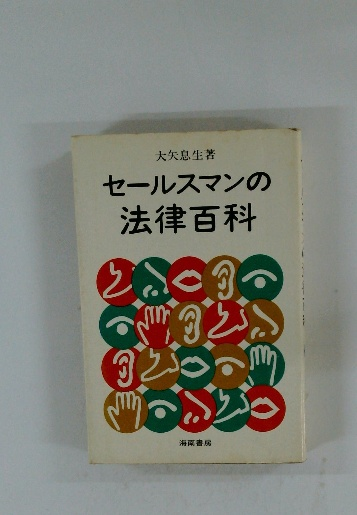 大矢息生著
セールスマンの
法律百科
海南書房